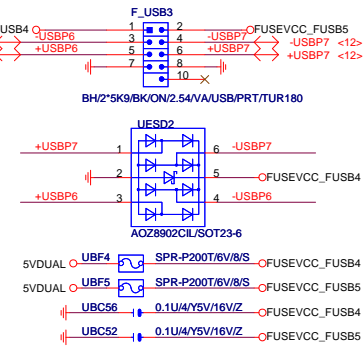 F_USB3
USB4 1 2 FUSEVCC_FUSB5
-USBP6 3 4 -USBP7 -USBP7 <12>
+USBP6 5 6 +USBP7 +USBP7 <12>
7 8
10
BH/2*5K9/BK/ON/2.54/VA/USB/PRT/TUR180
UESD2
+USBP7 1 6 -USBP7
2 5 FUSEVCC_FUSB4
+USBP6 3 4 -USBP6
AOZ8902CIL/SOT23-6
5VDUAL UBF4 SPR-P200T/6V/8/S FUSEVCC_FUSB4
5VDUAL UBF5 SPR-P200T/6V/8/S FUSEVCC_FUSB5
UBC56 0.1U/4/Y5V/16V/Z FUSEVCC_FUSB4
UBC52 0.1U/4/Y5V/16V/Z FUSEVCC_FUSB5